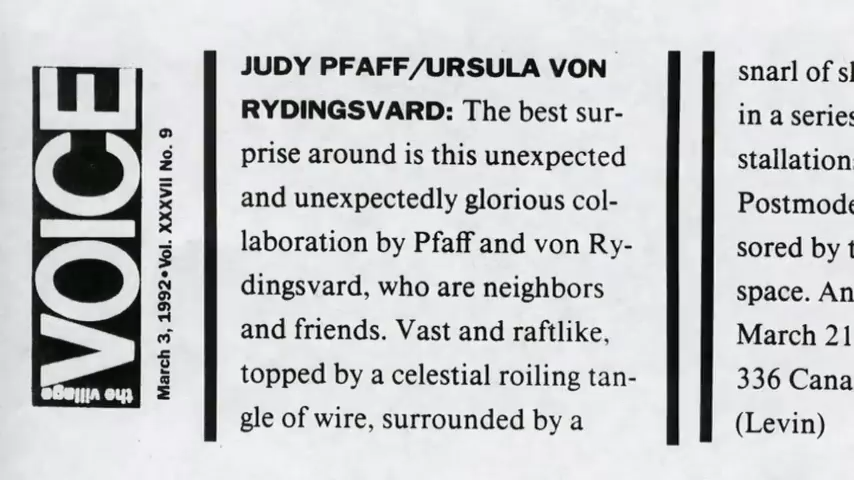 the village
VOICE
March 3, 1992•Vol. XXXVII No. 9
JUDY PFAFF/URSULA VON
RYDINGSVARD: The best sur-
prise around is this unexpected
and unexpectedly glorious col-
laboration by Pfaff and von Ry-
dingsvard, who are neighbors
and friends. Vast and raftlike,
topped by a celestial roiling tan-
gle of wire, surrounded by a
snarl of
in a series
stallation
sored by
space. An
March 21
336
(Levin)